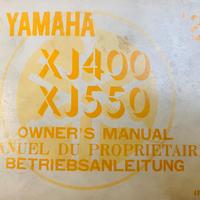 YAMAHA
XJ400
XJ550
OWNER'S MANUAL
ANUEL DU PROPRIETAIR
BETRIEBSANLEITUNG